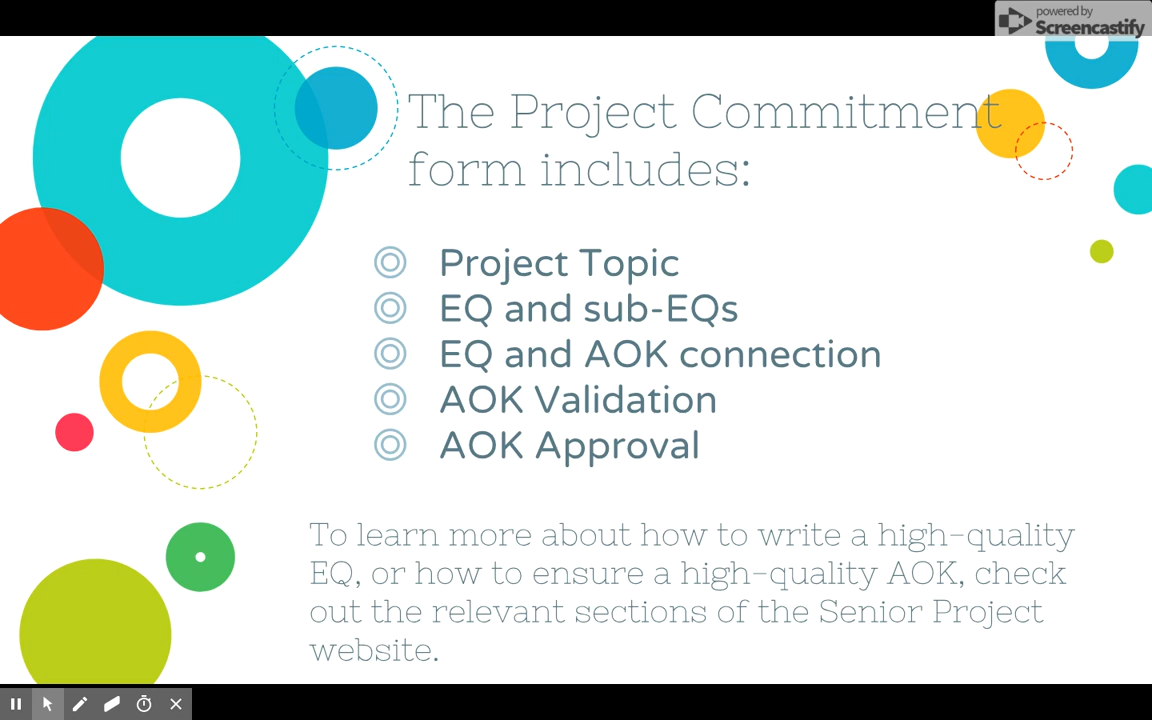 powered by
Screencastify
The Project Commitment
form includes:
Project Topic
EQ and sub-EQs
EQ and AOK connection
AOK Validation
AOK Approval
To learn more about how to write a high-quality
EQ, or how to ensure a high-quality AOK, check
out the relevant sections of the Senior Project
website.